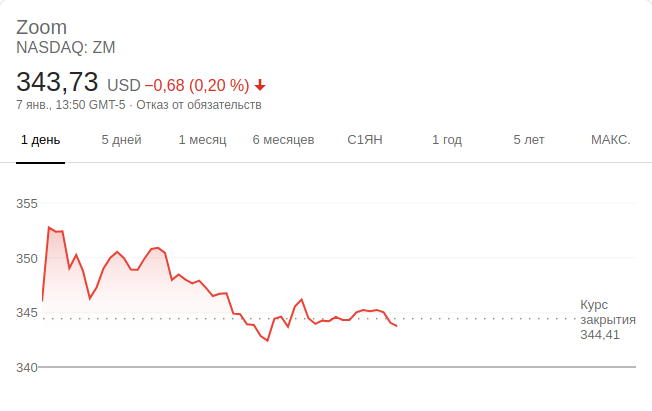 Zoom
NASDAQ: ZM
343,73 USD −0,68 (0,20 %)
7 янв., 13:50 GMT-5 · Отказ от обязательств
1 день 5 дней 1 месяц 6 месяцев С1ЯН 1 год 5 лет МАКС.
355
350
345
340
Курс
закрытия
344,41